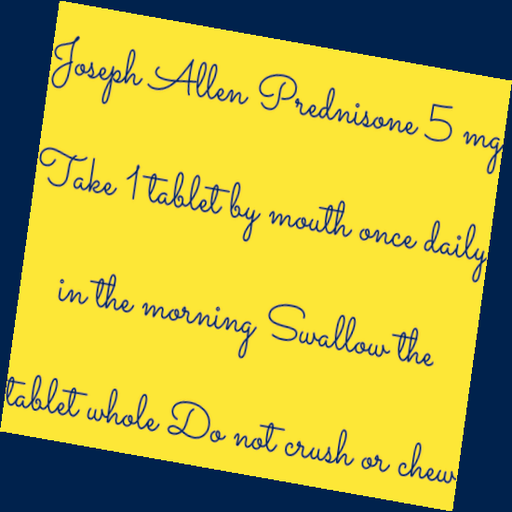 Joseph Allen Prednisone 5 mg
Take 1 tablet by mouth once daily
in the morning Swallow the
tablet whole Do not crush or chew